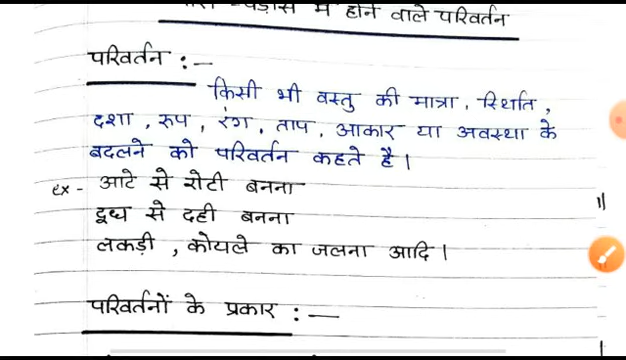 पड़ोस में होने वाले परिवर्तन
परिवर्तन :-
किसी भी वस्तु की मात्रा, स्थिति,
दशा, रुप, रंग, ताप, आकार या अवस्था के
बदलने को परिवर्तन कहते है।
ex - आटे से रोटी बनना
दूध से दही बनना
लकड़ी, कोयले का जलना आदि।
परिवर्तनों के प्रकार :-